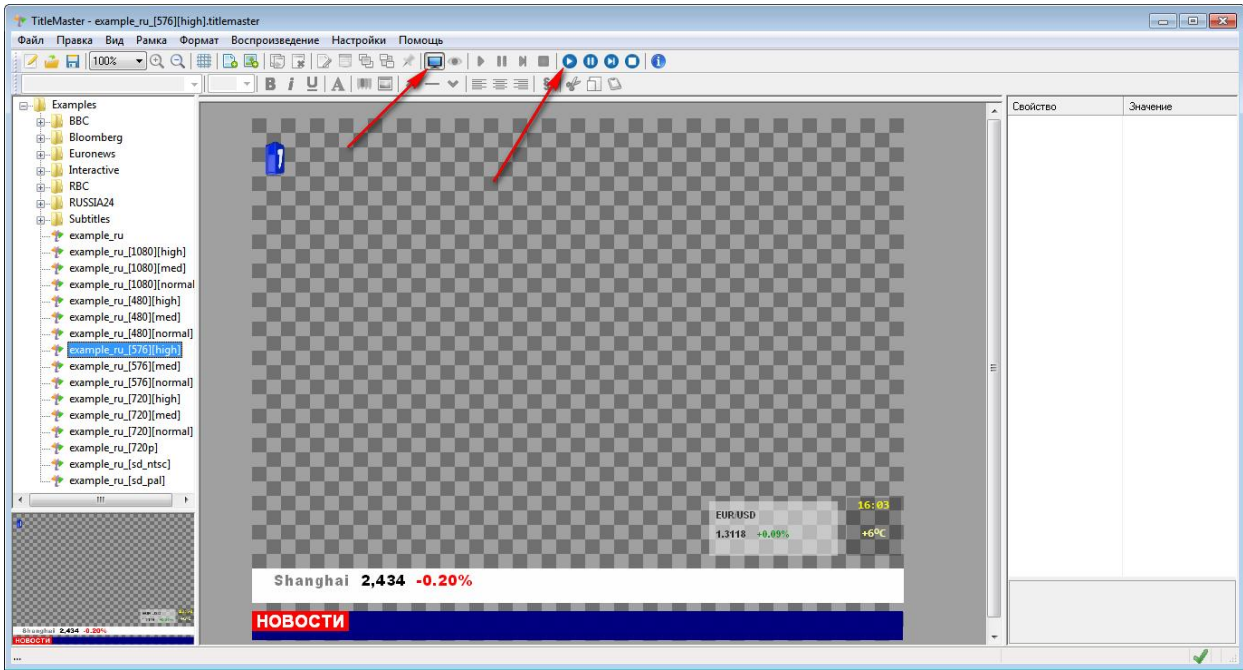 TitleMaster - example_ru_[576][high].titlemaster
Файл Правка Вид Рамка Формат Воспроизведение Настройки Помощь
100%
B i U A
Examples
BBC
Bloomberg
Euronews
Interactive
RBC
RUSSIA24
Subtitles
example_ru
example_ru_[1080][high]
example_ru_[1080][med]
example_ru_[1080][normal
example_ru_[480][high]
example_ru_[480][med]
example_ru_[480][normal]
example_ru_[576][high]
example_ru_[576][med]
example_ru_[576][normal]
example_ru_[720][high]
example_ru_[720][med]
example_ru_[720][normal]
example_ru_[720p]
example_ru_[sd_ntsc]
example_ru_[sd_pal]
Свойство Значение
1
EUR/USD 16:03
1.3118 +0.09% +6°C
Shanghai 2,434 -0.20%
НОВОСТИ
Shanghai 2,434 -0.20%
НОВОСТИ
...